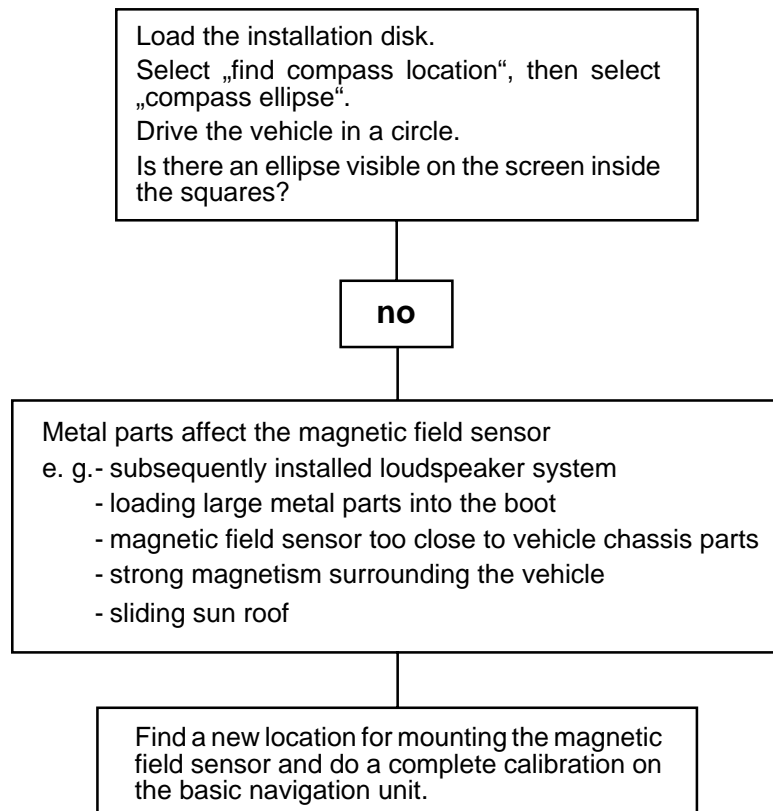 Load the installation disk.
Select „find compass location“, then select
„compass ellipse“.
Drive the vehicle in a circle.
Is there an ellipse visible on the screen inside
the squares?
no
Metal parts affect the magnetic field sensor
e. g.- subsequently installed loudspeaker system
- loading large metal parts into the boot
- magnetic field sensor too close to vehicle chassis parts
- strong magnetism surrounding the vehicle
- sliding sun roof
Find a new location for mounting the magnetic
field sensor and do a complete calibration on
the basic navigation unit.